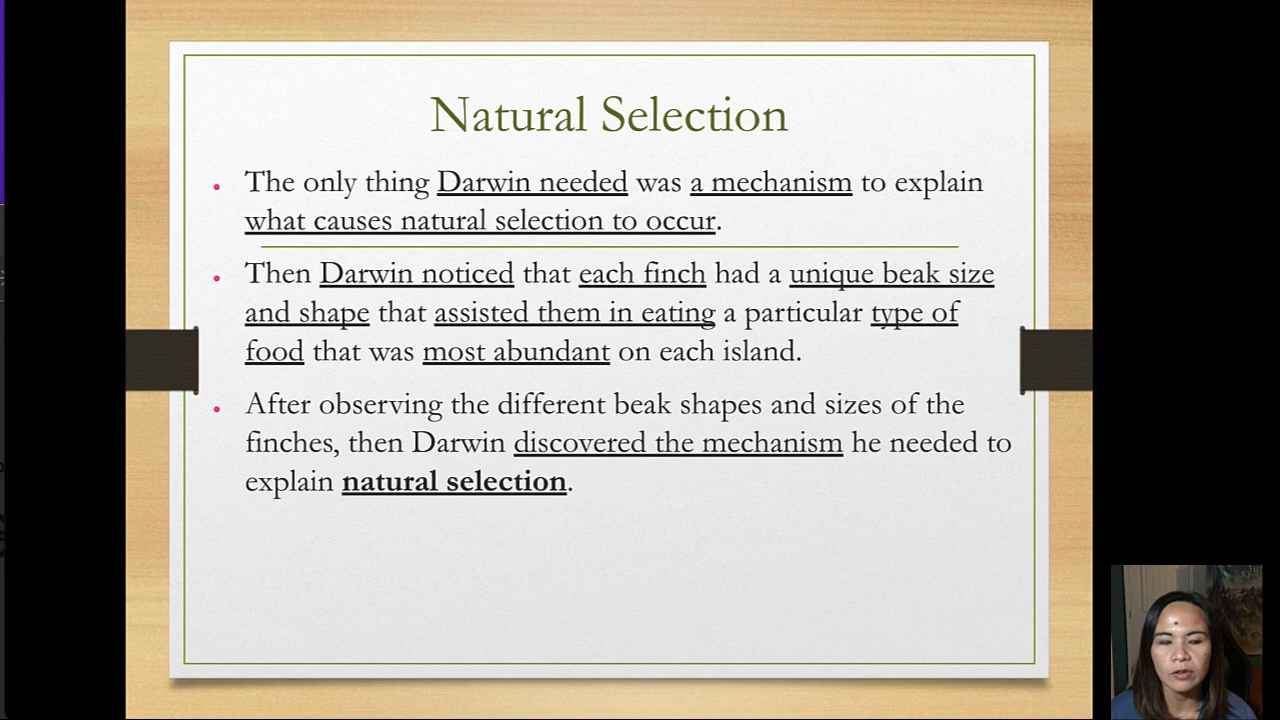 Natural Selection
The only thing Darwin needed was a mechanism to explain
what causes natural selection to occur.
Then Darwin noticed that each finch had a unique beak size
and shape that assisted them in eating a particular type of
food that was most abundant on each island.
After observing the different beak shapes and sizes of the
finches, then Darwin discovered the mechanism he needed to
explain natural selection.